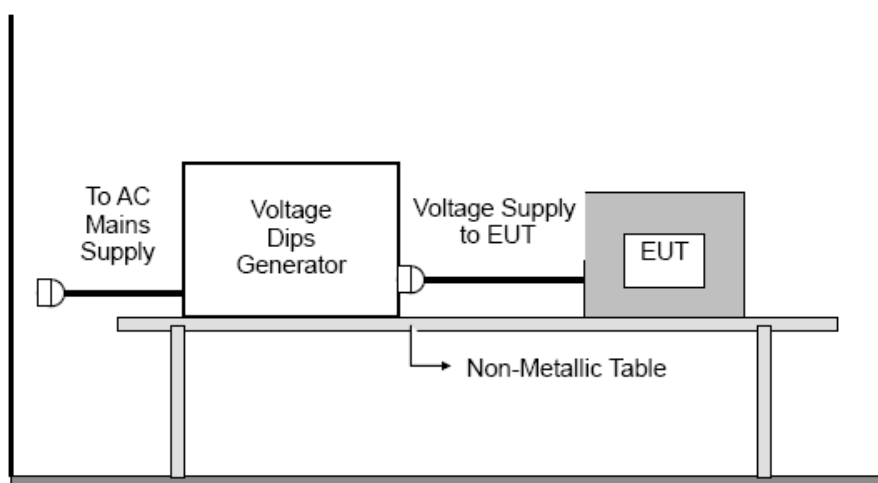 To AC
Mains
Supply
Voltage
Dips
Generator
Voltage Supply
to EUT
EUT
Non-Metallic Table